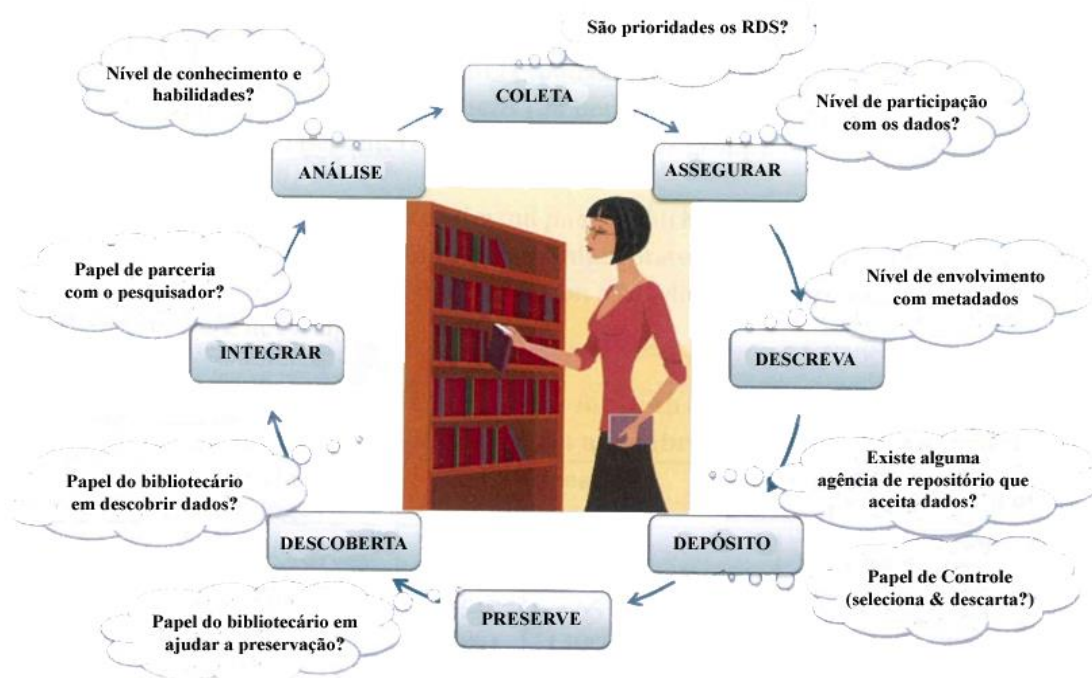 São prioridades os RDS?
COLETA
Nível de conhecimento e
habilidades?
ANÁLISE
Nível de participação
com os dados?
ASSEGURAR
Papel de parceria
com o pesquisador?
INTEGRAR
Nível de envolvimento
com metadados
DESCREVA
Papel do bibliotecário
em descobrir dados?
DESCOBERTA
Existe alguma
agência de repositório que
aceita dados?
DEPÓSITO
Papel de Controle
(seleciona & descarta?)
PRESERVE
Papel do bibliotecário em
ajudar a preservação?